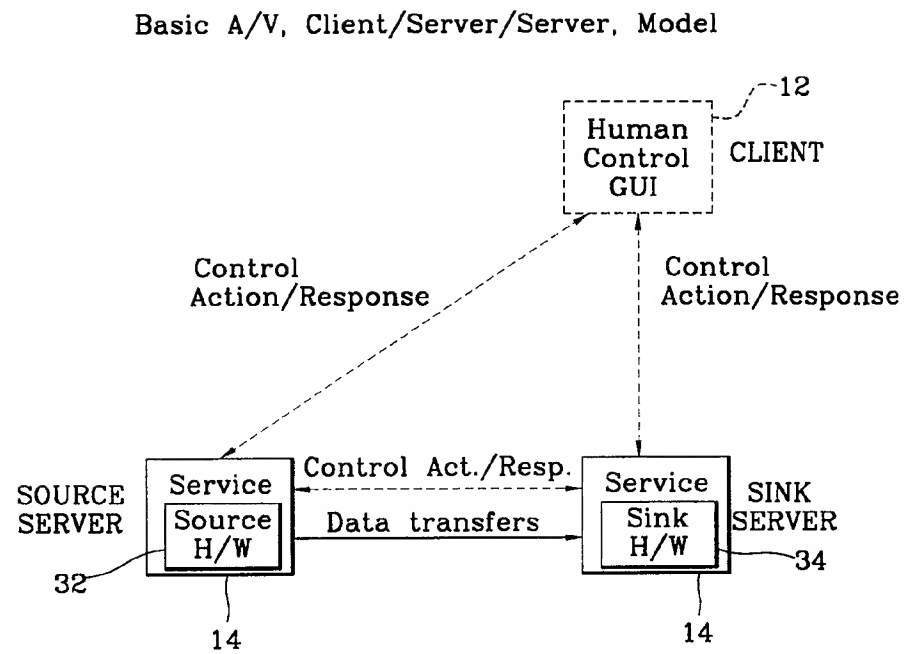 Basic A/V, Client/Server/Server, Model
12
Human
Control
GUI
CLIENT
Control
Action/Response
Control
Action/Response
SOURCE
SERVER
Service
Source
H/W
Control Act./Resp.
Data transfers
Service
Sink
H/W
SINK
SERVER
32
34
14
14